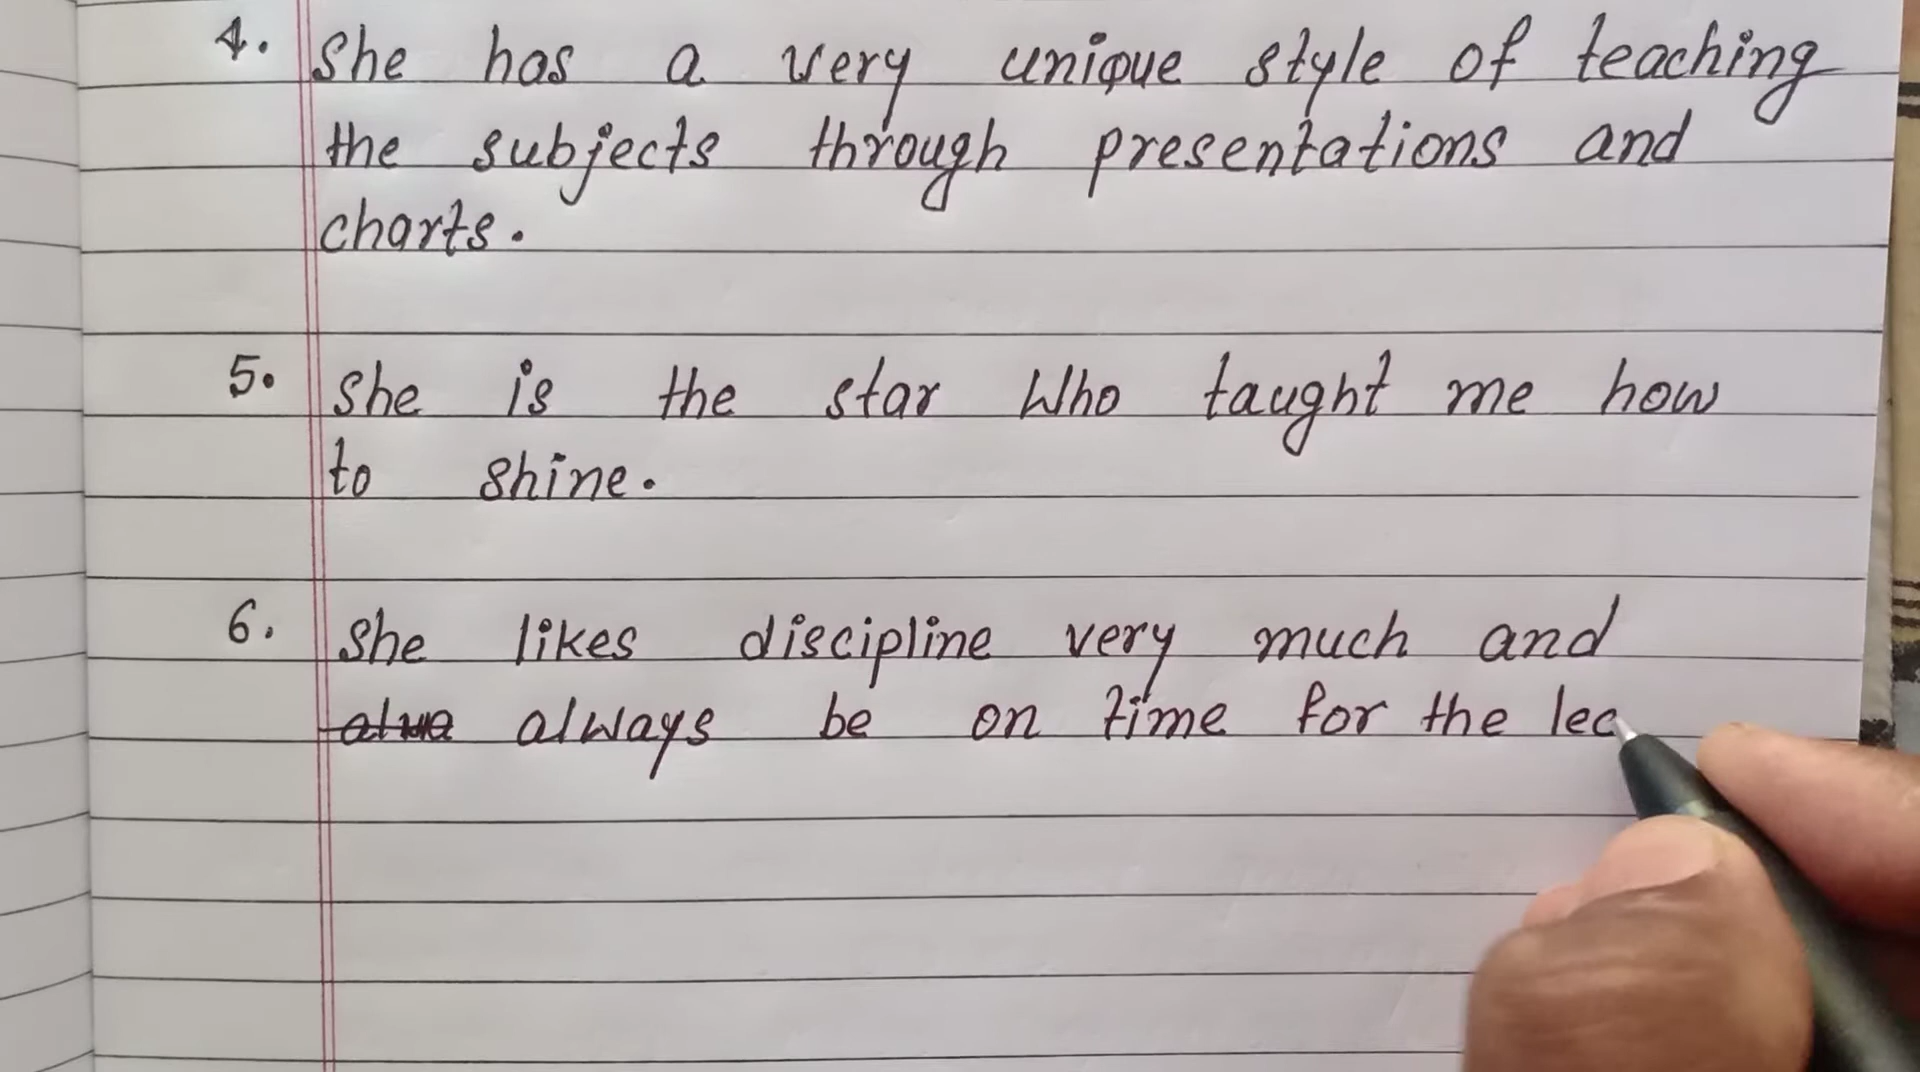 4. She has a very unique style of teaching
the subjects through presentations and
charts.
5. She is the star Who taught me how
to shine.
6. She likes discipline very much and
alwa always be on time for the lec